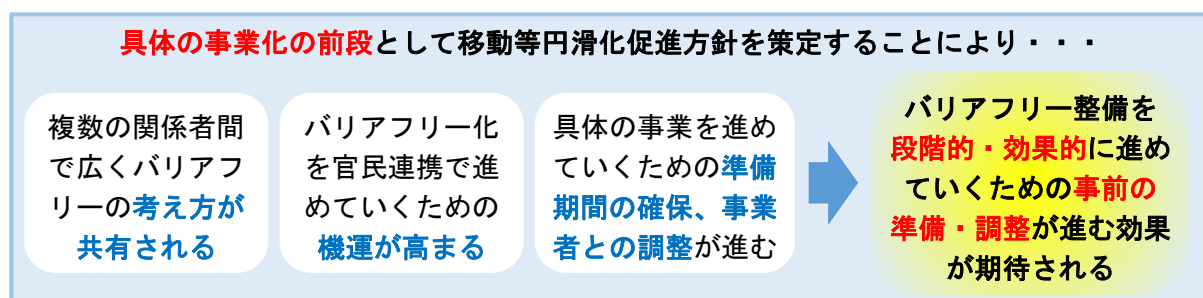 具体の事業化の前段として移動等円滑化促進方針を策定することにより・・・
複数の関係者間
で広くバリアフ
リーの考え方が
共有される
バリアフリー化
を官民連携で進
めていくための
機運が高まる
具体の事業を進め
ていくための準備
期間の確保、事業
者との調整が進む
バリアフリー整備を
段階的・効果的に進め
ていくための事前の
準備・調整が進む効果
が期待される